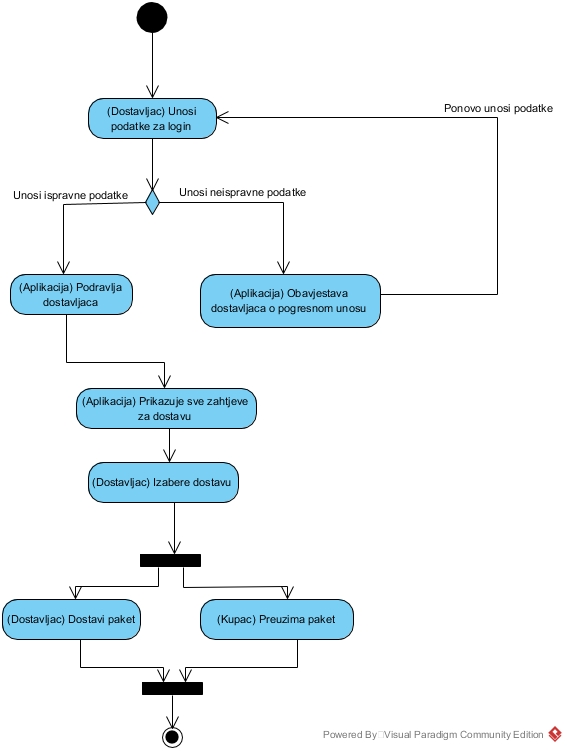 (Dostavljac) Unosi
podatke za login
Ponovo unosi podatke
Unosi ispravne podatke
Unosi neispravne podatke
(Aplikacija) Podravlja
dostavljaca
(Aplikacija) Obavjestava
dostavljaca o pogresnom unosu
(Aplikacija) Prikazuje sve zahtjeve
za dostavu
(Dostavljac) Izabere dostavu
(Dostavljac) Dostavi paket
(Kupac) Preuzima paket
Powered By Visual Paradigm Community Edition